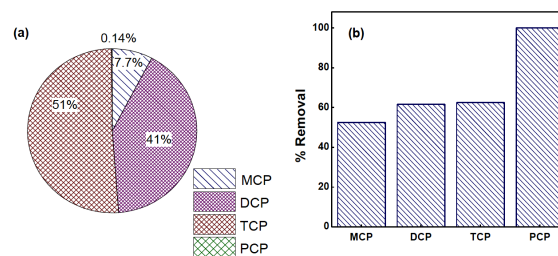 (a)
0.14%
7.7%
51%
41%
MCP
DCP
TCP
PCP
(b)
% Removal
100
80
60
40
20
0
MCP DCP TCP PCP